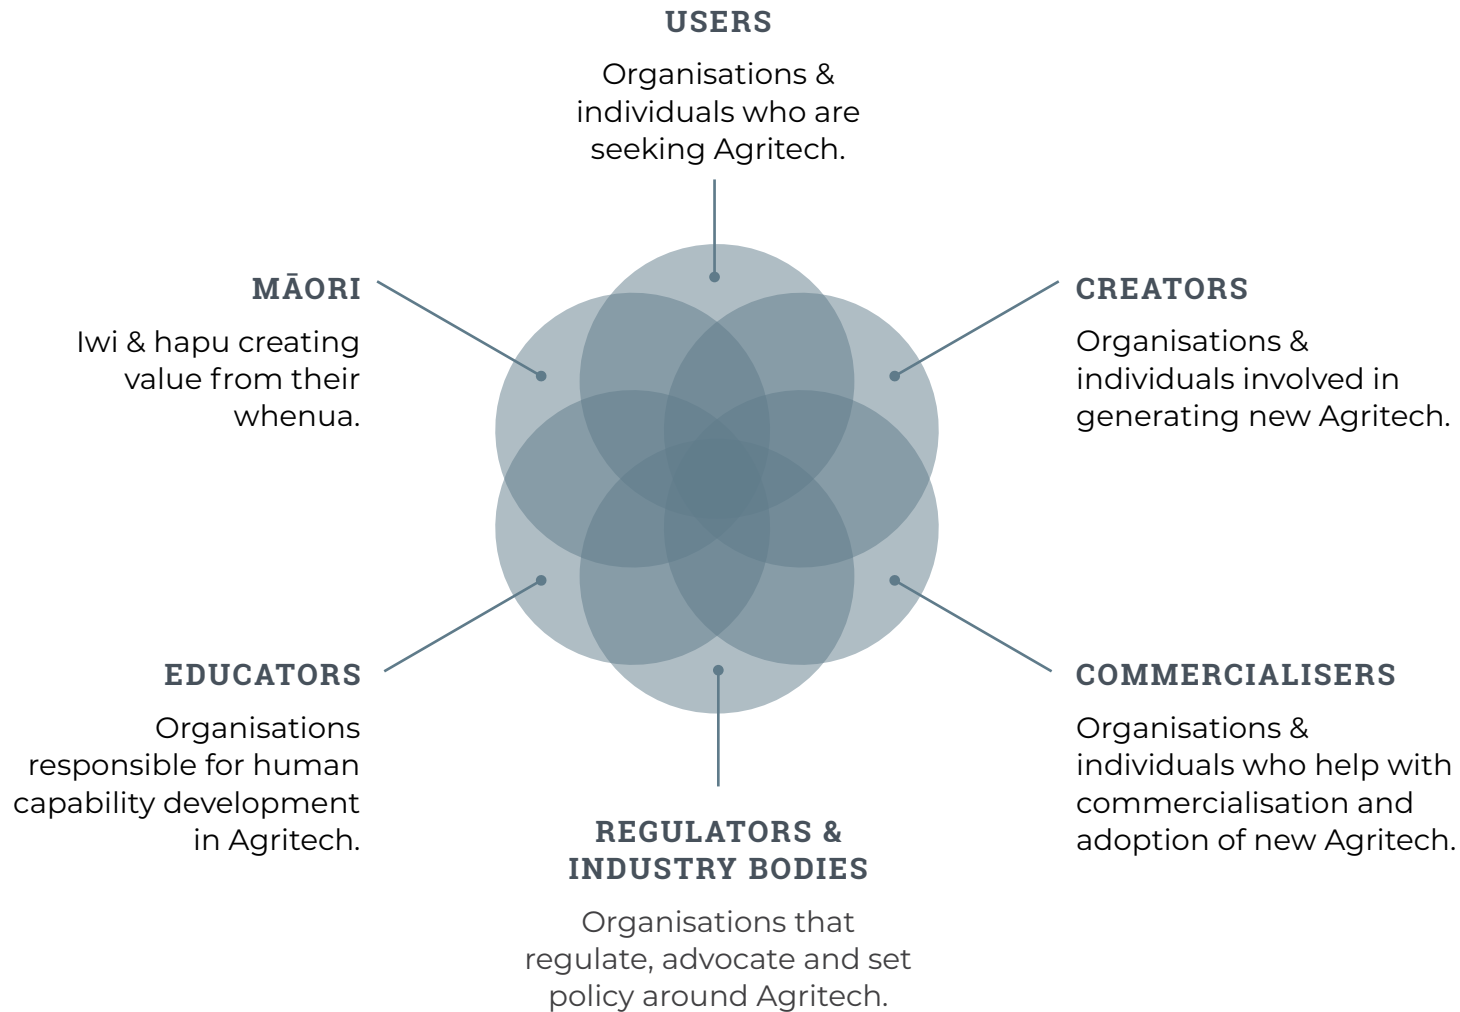 USERS
Organisations &
individuals who are
seeking Agritech.
MĀORI
Iwi & hapu creating
value from their
whenua.
CREATORS
Organisations &
individuals involved in
generating new Agritech.
EDUCATORS
Organisations
responsible for human
capability development
in Agritech.
COMMERCIALISERS
Organisations &
individuals who help with
commercialisation and
adoption of new Agritech.
REGULATORS &
INDUSTRY BODIES
Organisations that
regulate, advocate and set
policy around Agritech.